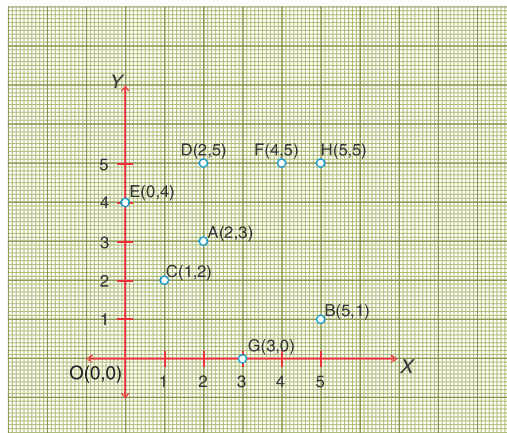 Y
D(2,5) F(4,5) H(5,5)
5
E(0,4)
4
A(2,3)
3
C(1,2)
2
B(5,1)
1
G(3,0)
X
O(0,0)
1 2 3 4 5